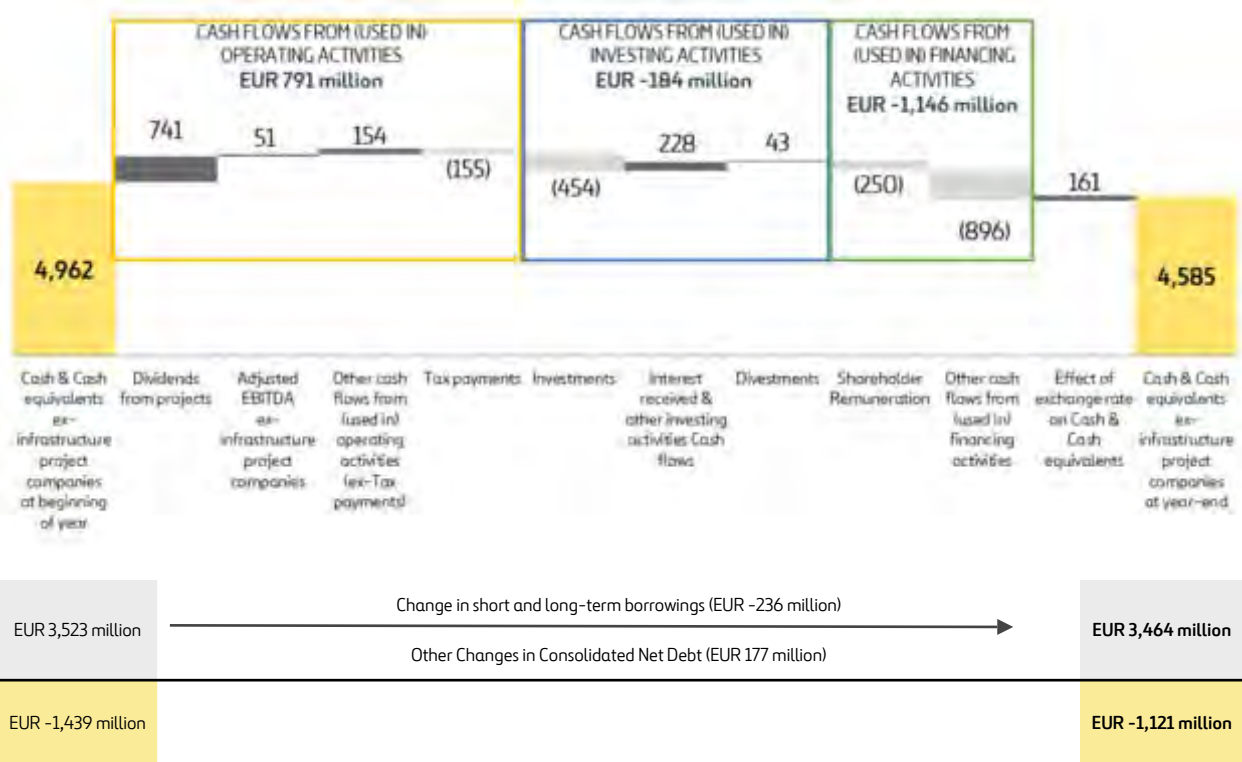 CASH FLOWS FROM (USED IN)
OPERATING ACTIVITIES
EUR 791 million
CASH FLOWS FROM (USED IN)
INVESTING ACTIVITIES
EUR -184 million
CASH FLOWS FROM
(USED IN) FINANCING
ACTIVITIES
EUR -1,146 million
741
51
154
(155)
(454)
228
43
(250)
(896)
161
4,962
4,585
Cash & Cash
equivalents
ex-
infrastructure
project
companies
at beginning
of year
Dividends
from projects
Adjusted
EBITDA
ex-
infrastructure
project
companies
Other cash
flows from
(used in)
operating
activities
(ex-Tax
payments)
Tax payments
Investments
Interest
received &
other investing
activities Cash
flows
Divestments
Shareholder
Remuneration
Other cash
flows from
(used in)
financing
activities
Effect of
exchange rate
on Cash &
Cash
equivalents
Cash & Cash
equivalents
ex-
infrastructure
project
companies
at year-end
EUR 3,523 million
Change in short and long-term borrowings (EUR -236 million)
Other Changes in Consolidated Net Debt (EUR 177 million)
EUR 3,464 million
EUR -1,439 million
EUR -1,121 million